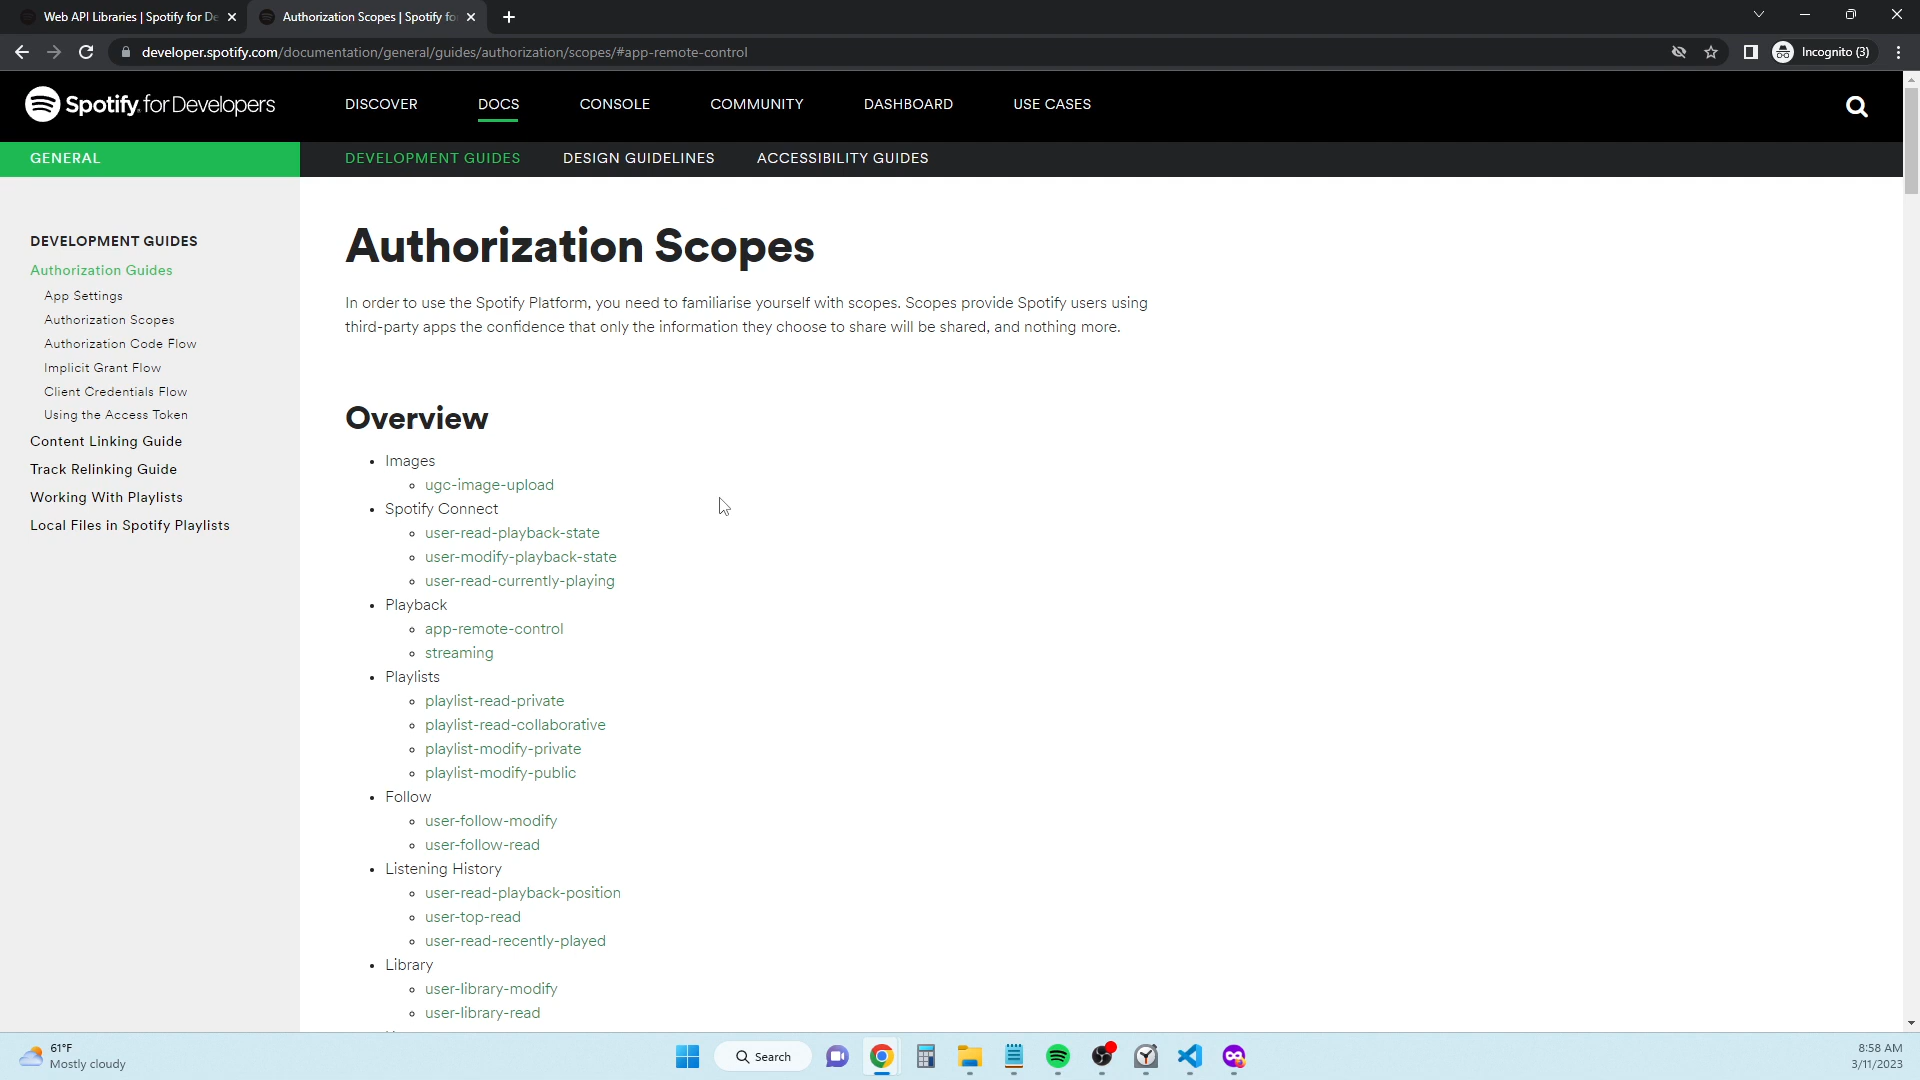 Web API Libraries | Spotify for De
Authorization Scopes | Spotify fo
developer.spotify.com/documentation/general/guides/authorization/scopes/#app-remote-control
Incognito (3)
Spotify for Developers
DISCOVER
DOCS
CONSOLE
COMMUNITY
DASHBOARD
USE CASES
GENERAL
DEVELOPMENT GUIDES
DESIGN GUIDELINES
ACCESSIBILITY GUIDES
DEVELOPMENT GUIDES
Authorization Guides
App Settings
Authorization Scopes
Authorization Code Flow
Implicit Grant Flow
Client Credentials Flow
Using the Access Token
Content Linking Guide
Track Relinking Guide
Working With Playlists
Local Files in Spotify Playlists
Authorization Scopes
In order to use the Spotify Platform, you need to familiarise yourself with scopes. Scopes provide Spotify users using
third-party apps the confidence that only the information they choose to share will be shared, and nothing more.
Overview
Images
ugc-image-upload
Spotify Connect
user-read-playback-state
user-modify-playback-state
user-read-currently-playing
Playback
app-remote-control
streaming
Playlists
playlist-read-private
playlist-read-collaborative
playlist-modify-private
playlist-modify-public
Follow
user-follow-modify
user-follow-read
Listening History
user-read-playback-position
user-top-read
user-read-recently-played
Library
user-library-modify
user-library-read
61°F
Mostly cloudy
Search
8:58 AM
3/11/2023